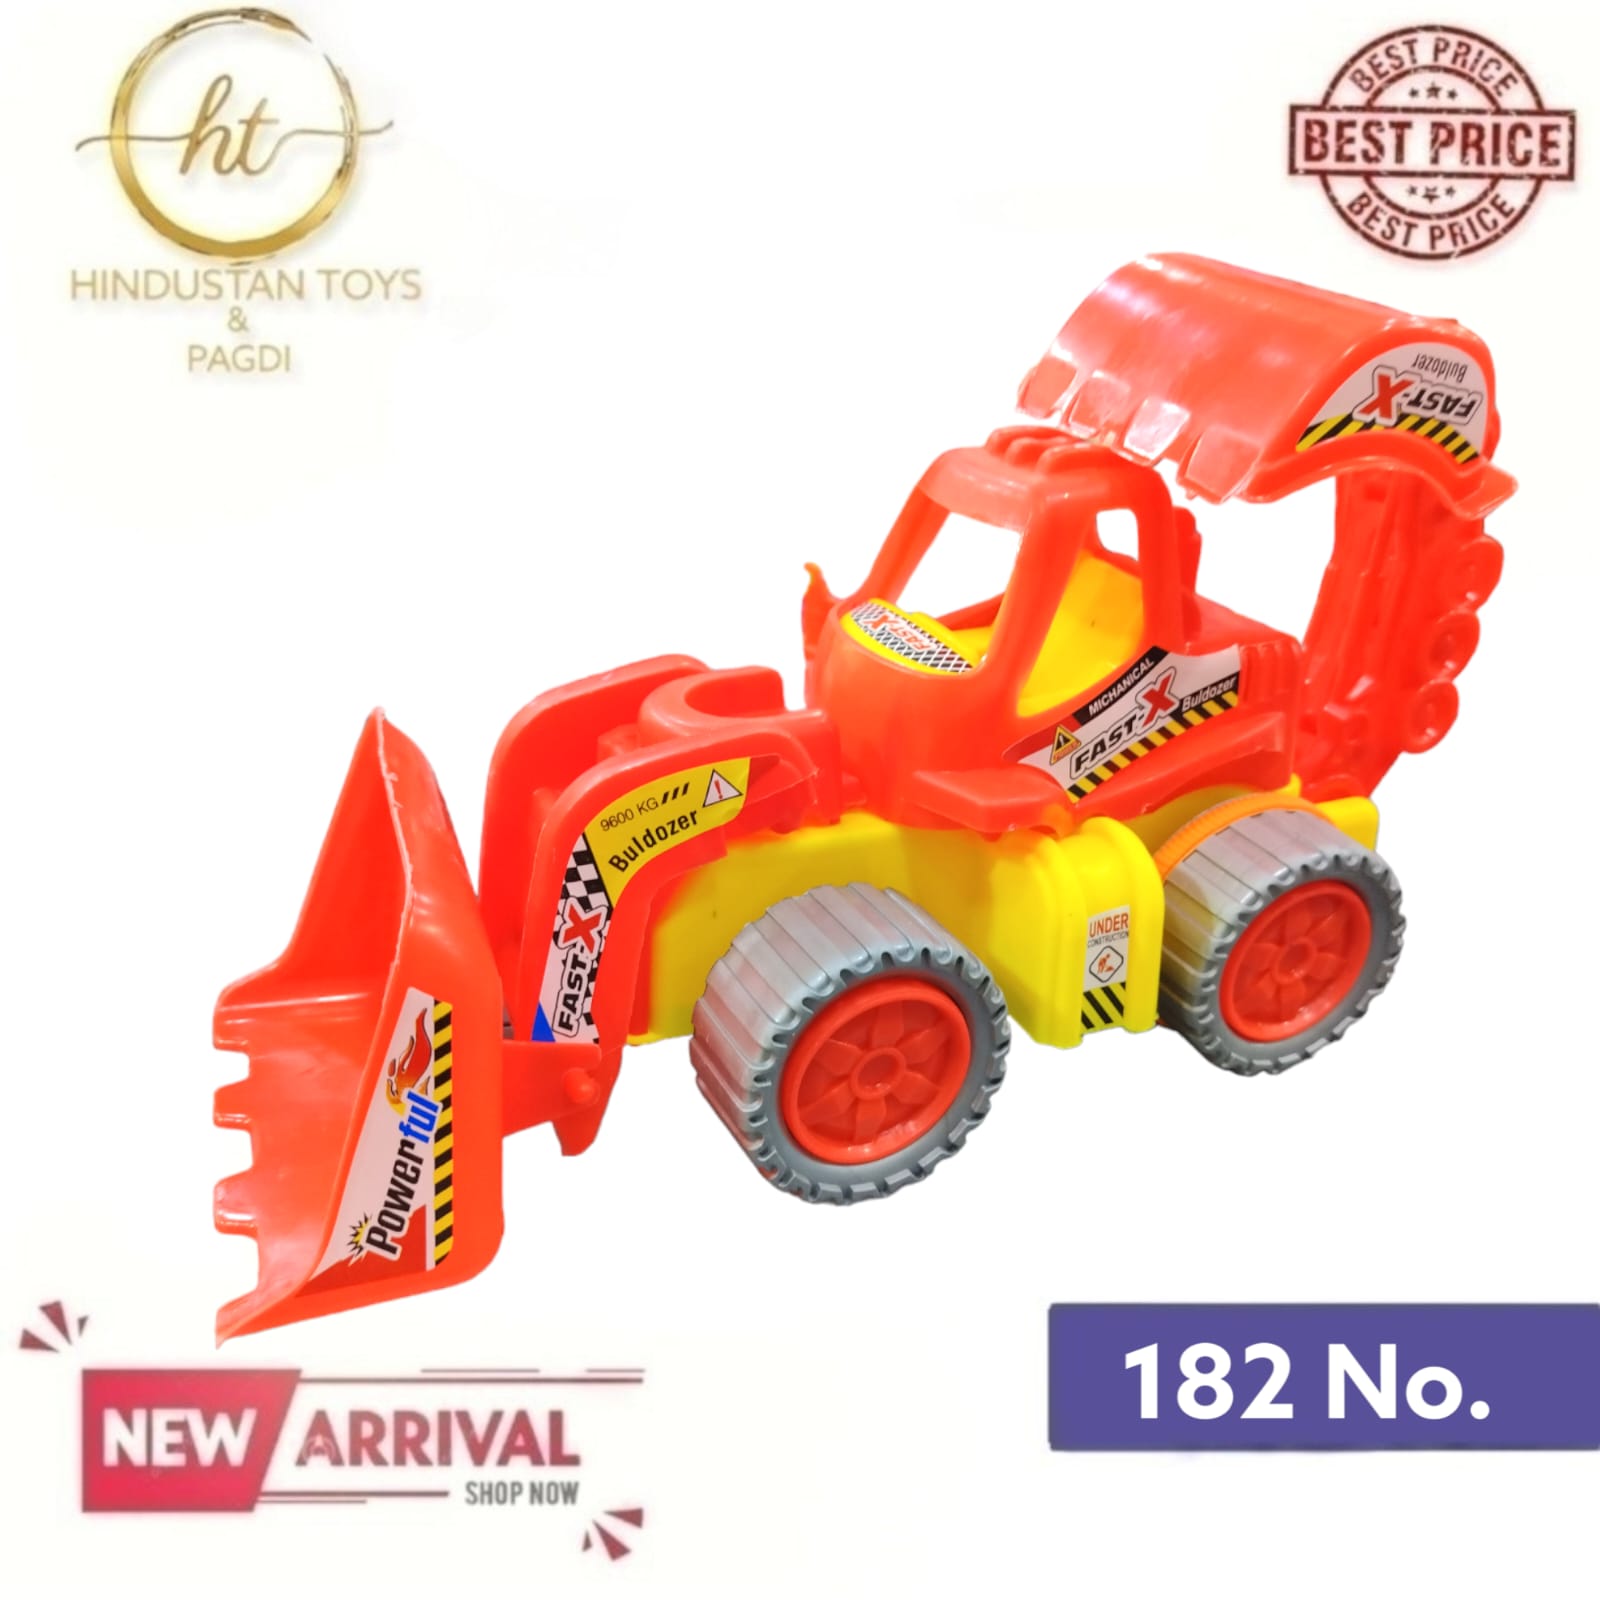 ht
HINDUSTAN TOYS
&
PAGDI
BEST PRICE
BEST PRICE
BEST PRICE
Buldozer
FAST-X
FAST-X
MICHANICAL
FAST-X Buldozer
9600 KG
Buldozer
FAST-X
UNDER
CONSTRUCTION
Powerful
NEW ARRIVAL
SHOP NOW
182 No.